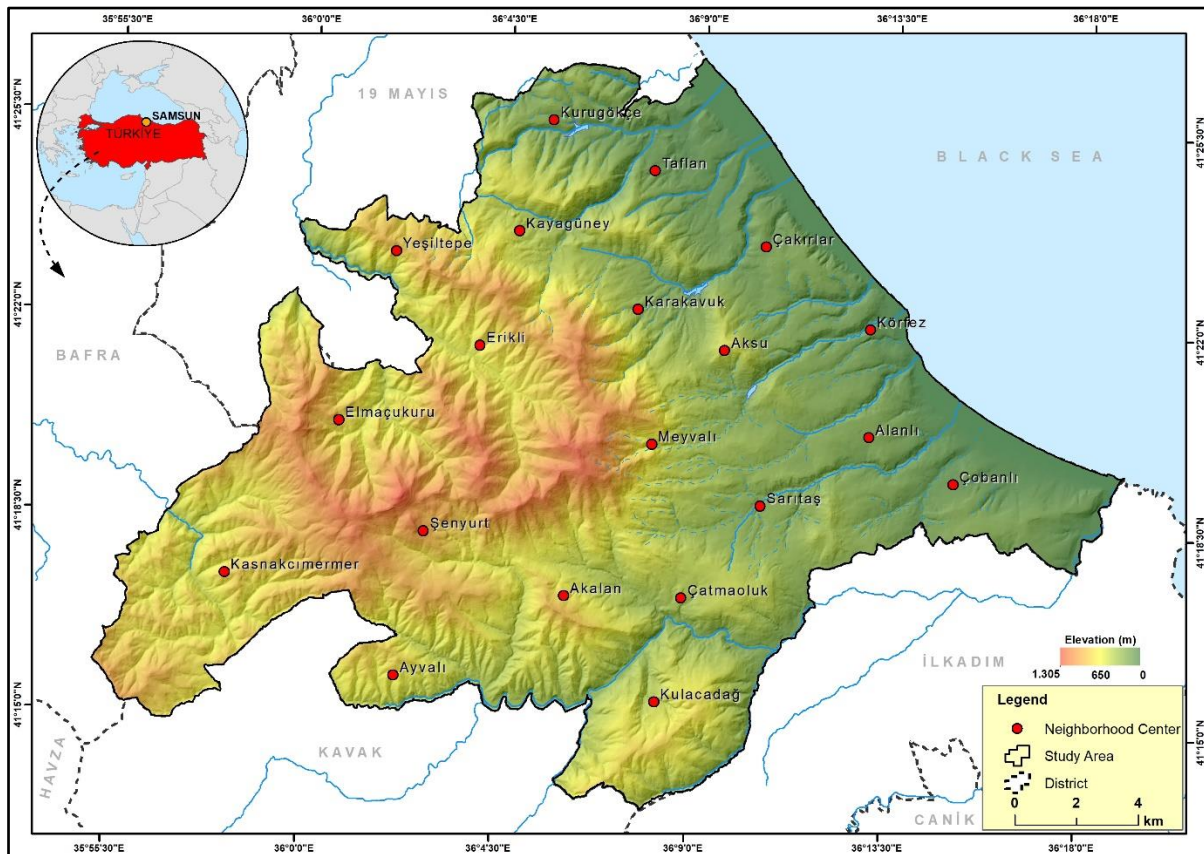 35°55'30"E
36°0'0"E
36°4'30"E
36°9'0"E
36°13'30"E
36°18'0"E
41°25'30"N
41°22'0"N
41°18'30"N
41°15'0"N
SAMSUN
TÜRKİYE
19 MAYIS
BLACK SEA
BAFRA
HAVZA
KAVAK
İLKADIM
CANİK
Kurugökçe
Taflan
Kayagüney
Yeşiltepe
Çakırlar
Karakavuk
Körfez
Erikli
Aksu
Elmaçukuru
Meyvalı
Alanlı
Çobanlı
Sarıtaş
Şenyurt
Kasnakcımermer
Akalan
Çatmaoluk
Ayvalı
Kulacadağ
Elevation (m)
1.305 650 0
Legend
Neighborhood Center
Study Area
District
0 2 4
km
41°25'30"N
41°22'0"N
41°18'30"N
41°15'0"N
35°55'30"E
36°0'0"E
36°4'30"E
36°9'0"E
36°13'30"E
36°18'0"E